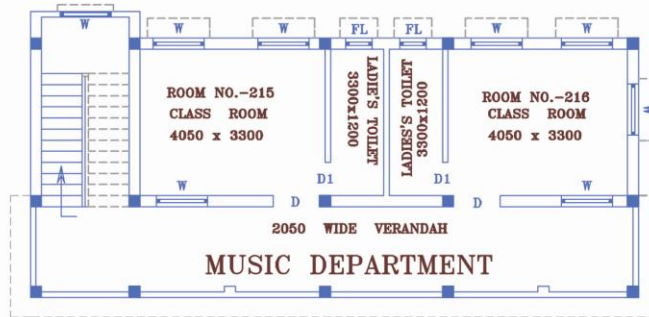 W
W
W
FL
FL
W
W
ROOM NO.-215
CLASS ROOM
4050 x 3300
LADIE'S TOILET
3300x1200
LADIES'S TOILET
3300x1200
ROOM NO.-216
CLASS ROOM
4050 x 3300
W
D1
D1
W
D
D
W
2050 WIDE VERANDAH
MUSIC DEPARTMENT